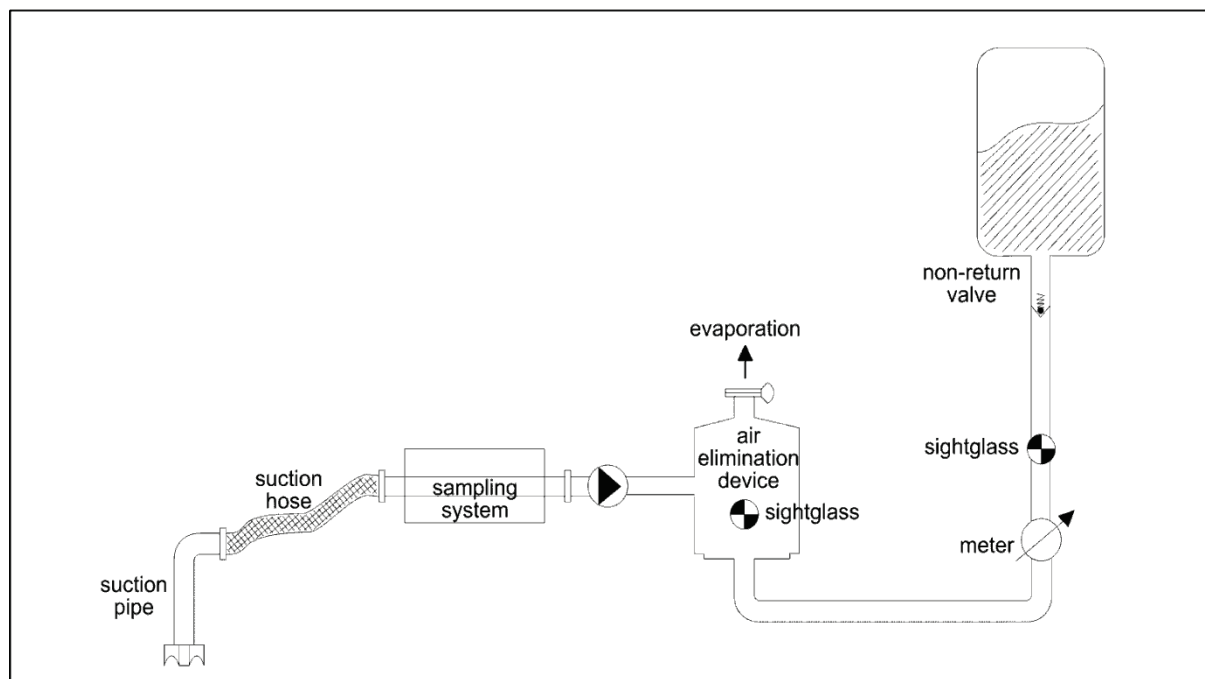 non-return
valve
evaporation
air
elimination
device
sightglass
sightglass
suction
hose
sampling
system
meter
suction
pipe